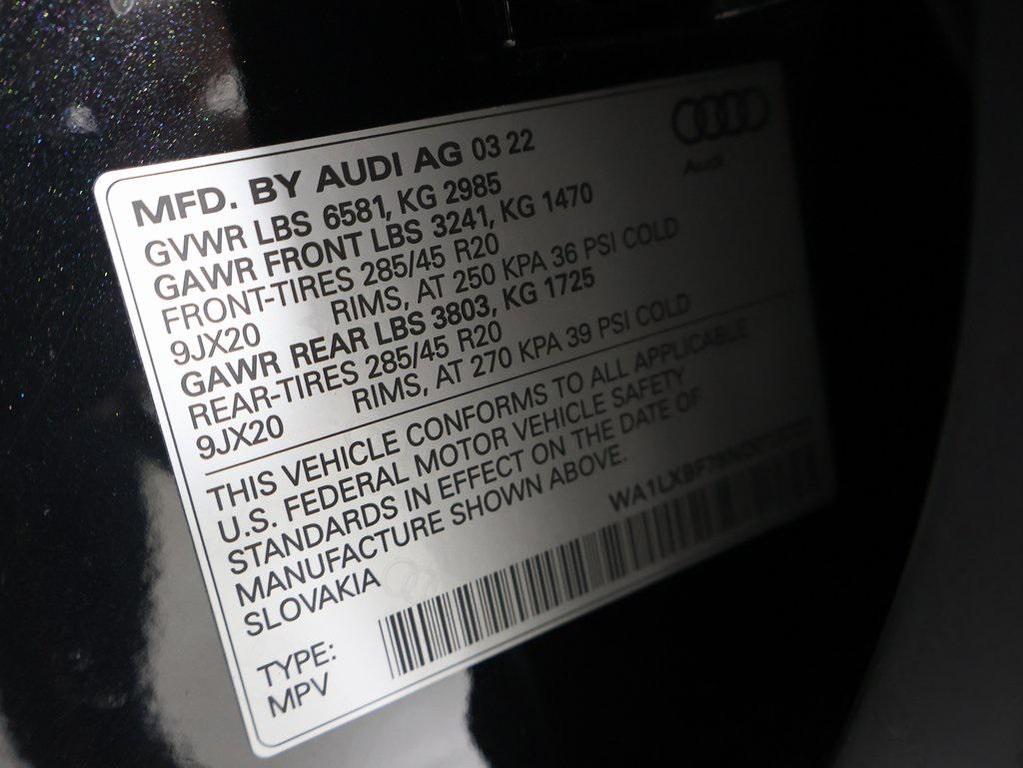 Audi
MFD. BY AUDI AG 03 22
GVWR LBS 6581, KG 2985
GAWR FRONT LBS 3241, KG 1470
FRONT-TIRES 285/45 R20
9JX20 RIMS, AT 250 KPA 36 PSI COLD
GAWR REAR LBS 3803, KG 1725
REAR-TIRES 285/45 R20
9JX20 RIMS, AT 270 KPA 39 PSI COLD
THIS VEHICLE CONFORMS TO ALL APPLICABLE
U.S. FEDERAL MOTOR VEHICLE SAFETY
STANDARDS IN EFFECT ON THE DATE OF
MANUFACTURE SHOWN ABOVE.
SLOVAKIA
TYPE:
MPV